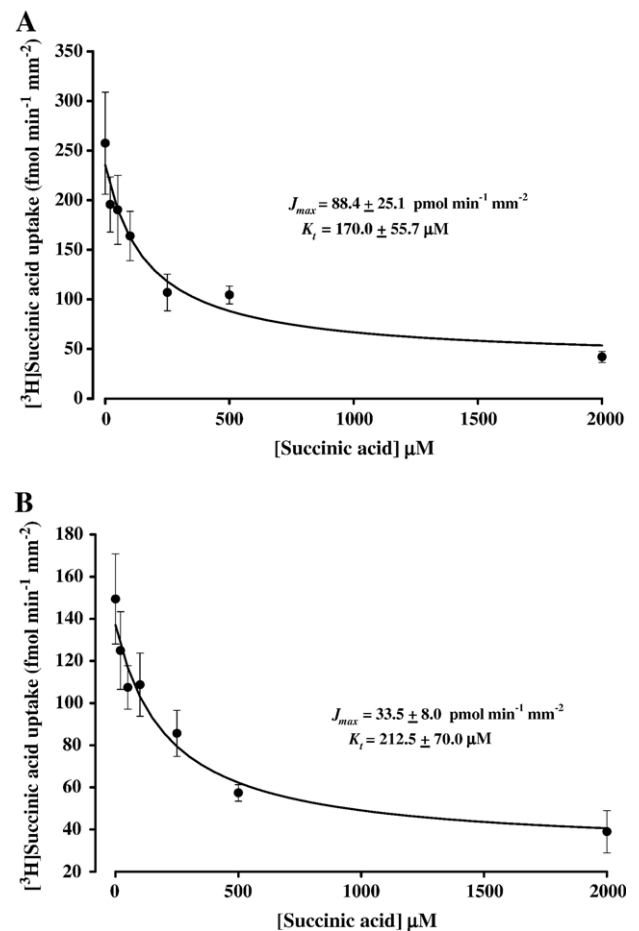 A
[³H]Succinic acid uptake (fmol min⁻¹ mm⁻²)
350
300
250
200
150
100
50
0
J_max = 88.4 ± 25.1 pmol min⁻¹ mm⁻²
K_t = 170.0 ± 55.7 µM
0 500 1000 1500 2000
[Succinic acid] µM
B
[³H]Succinic acid uptake (fmol min⁻¹ mm⁻²)
180
160
140
120
100
80
60
40
20
J_max = 33.5 ± 8.0 pmol min⁻¹ mm⁻²
K_t = 212.5 ± 70.0 µM
0 500 1000 1500 2000
[Succinic acid] µM